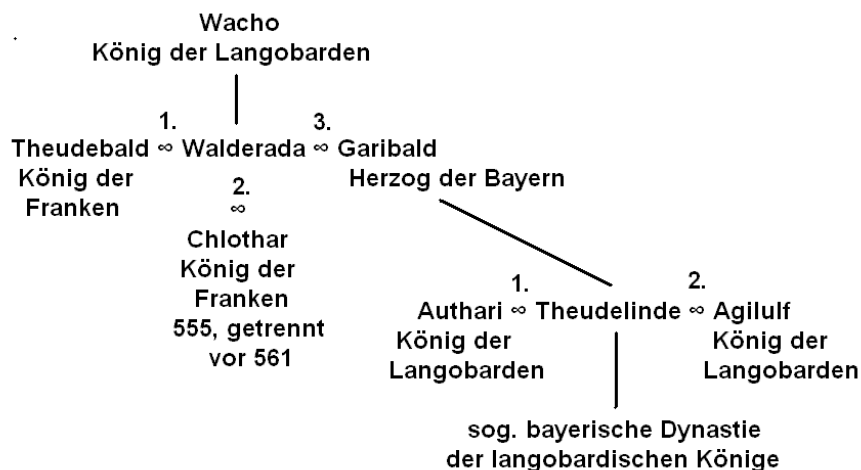 Wacho
König der Langobarden
1. 3.
Theudebald ∞ Walderada ∞ Garibald
König der Herzog der Bayern
Franken 2.
∞
Chlothar
König der
Franken
555, getrennt
vor 561
1. 2.
Authari ∞ Theudelinde ∞ Agilulf
König der König der
Langobarden Langobarden
sog. bayerische Dynastie
der langobardischen Könige